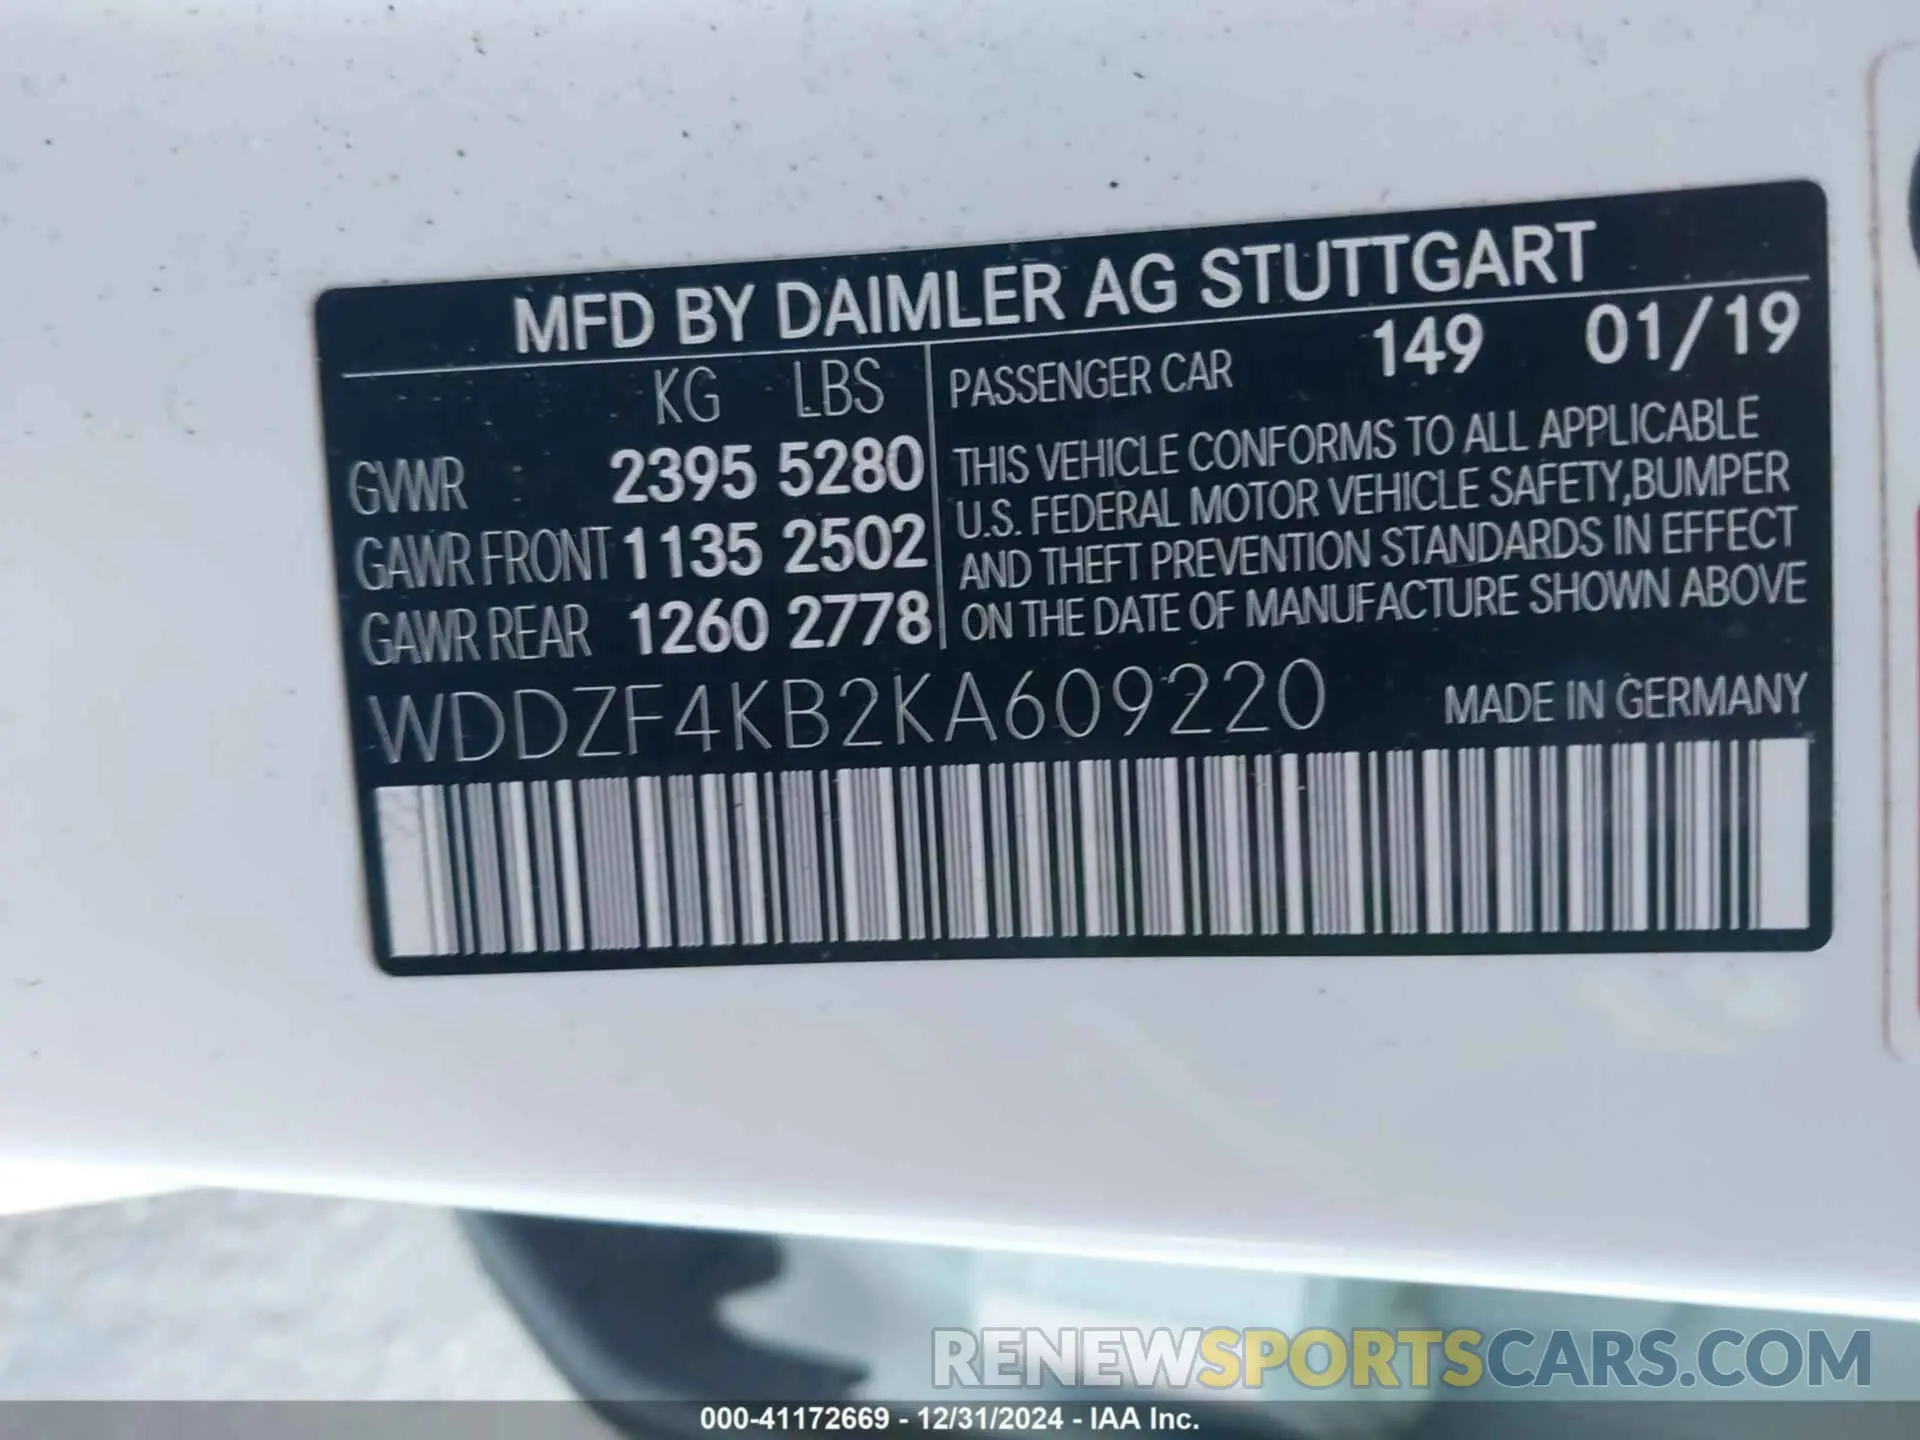 MFD BY DAIMLER AG STUTTGART
KG LBS
GVWR 2395 5280
GAWR FRONT 1135 2502
GAWR REAR 1260 2778
PASSENGER CAR 149 01/19
THIS VEHICLE CONFORMS TO ALL APPLICABLE
U.S. FEDERAL MOTOR VEHICLE SAFETY,BUMPER
AND THEFT PREVENTION STANDARDS IN EFFECT
ON THE DATE OF MANUFACTURE SHOWN ABOVE
WDDZF4KB2KA609220 MADE IN GERMANY
RENEWSPORTSCARS.COM
000-41172669 - 12/31/2024 - IAA Inc.